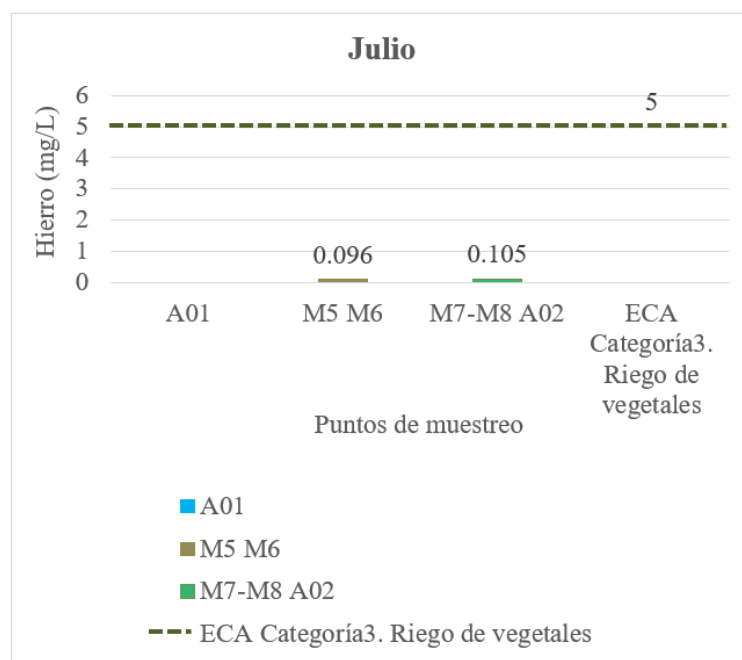 Julio
Hierro (mg/L)
6
5
5
4
3
2
1
0
0.096
0.105
A01
M5 M6
M7-M8 A02
ECA
Categoría3.
Riego de
vegetales
Puntos de muestreo
A01
M5 M6
M7-M8 A02
ECA Categoría3. Riego de vegetales